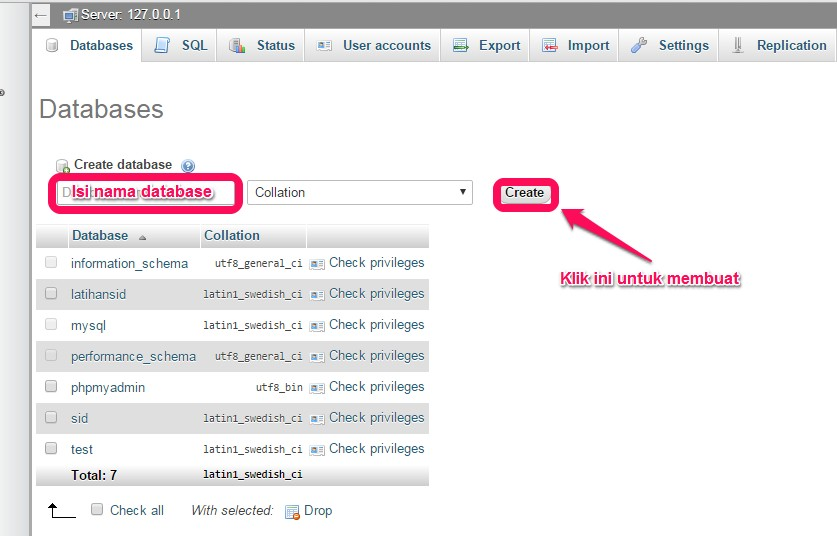 Server: 127.0.0.1
Databases SQL Status User accounts Export Import Settings Replication
Databases
Create database
Isi nama database Collation Create
Klik ini untuk membuat
Database Collation
information_schema utf8_general_ci Check privileges
latihansid latin1_swedish_ci Check privileges
mysql latin1_swedish_ci Check privileges
performance_schema utf8_general_ci Check privileges
phpmyadmin utf8_bin Check privileges
sid latin1_swedish_ci Check privileges
test latin1_swedish_ci Check privileges
Total: 7 latin1_swedish_ci
Check all With selected: Drop